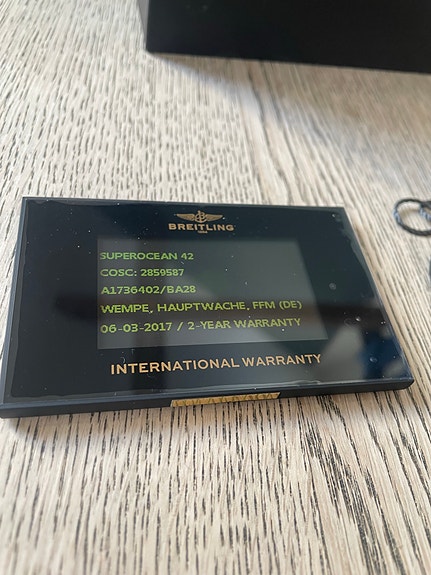 BREITLING
1884
SUPEROCEAN 42
COSC: 2859587
A1736402/BA28
WEMPE, HAUPTWACHE, FFM (DE)
06-03-2017 / 2-YEAR WARRANTY
INTERNATIONAL WARRANTY